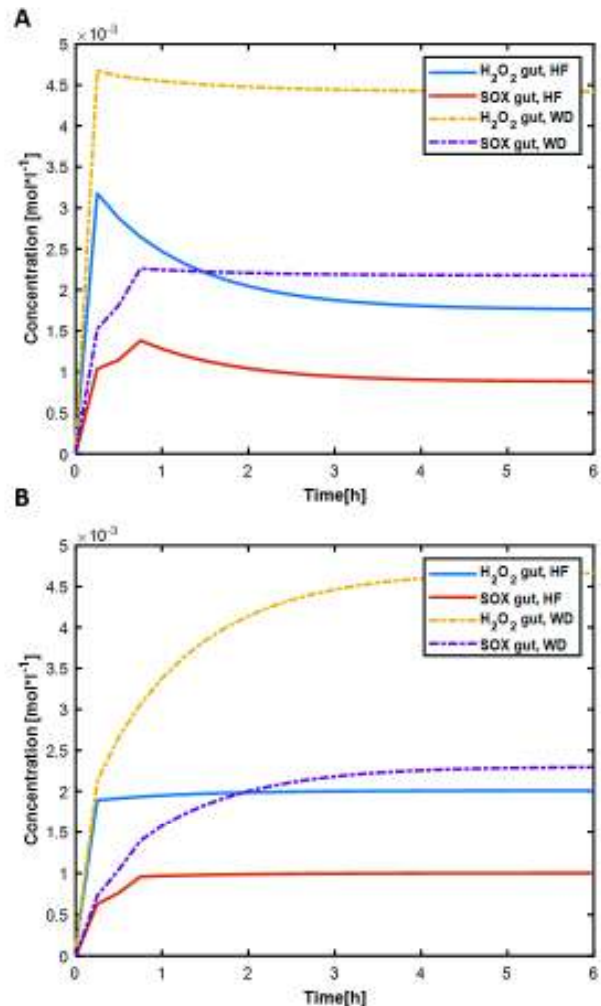 A
×10⁻³
5
4.5
4
3.5
3
2.5
2
1.5
1
0.5
0
Concentration [mol*l⁻¹]
H₂O₂ gut, HF
SOX gut, HF
H₂O₂ gut, WD
SOX gut, WD
0 1 2 3 4 5 6
Time[h]
B
×10⁻³
5
4.5
4
3.5
3
2.5
2
1.5
1
0.5
0
Concentration [mol*l⁻¹]
H₂O₂ gut, HF
SOX gut, HF
H₂O₂ gut, WD
SOX gut, WD
0 1 2 3 4 5 6
Time[h]